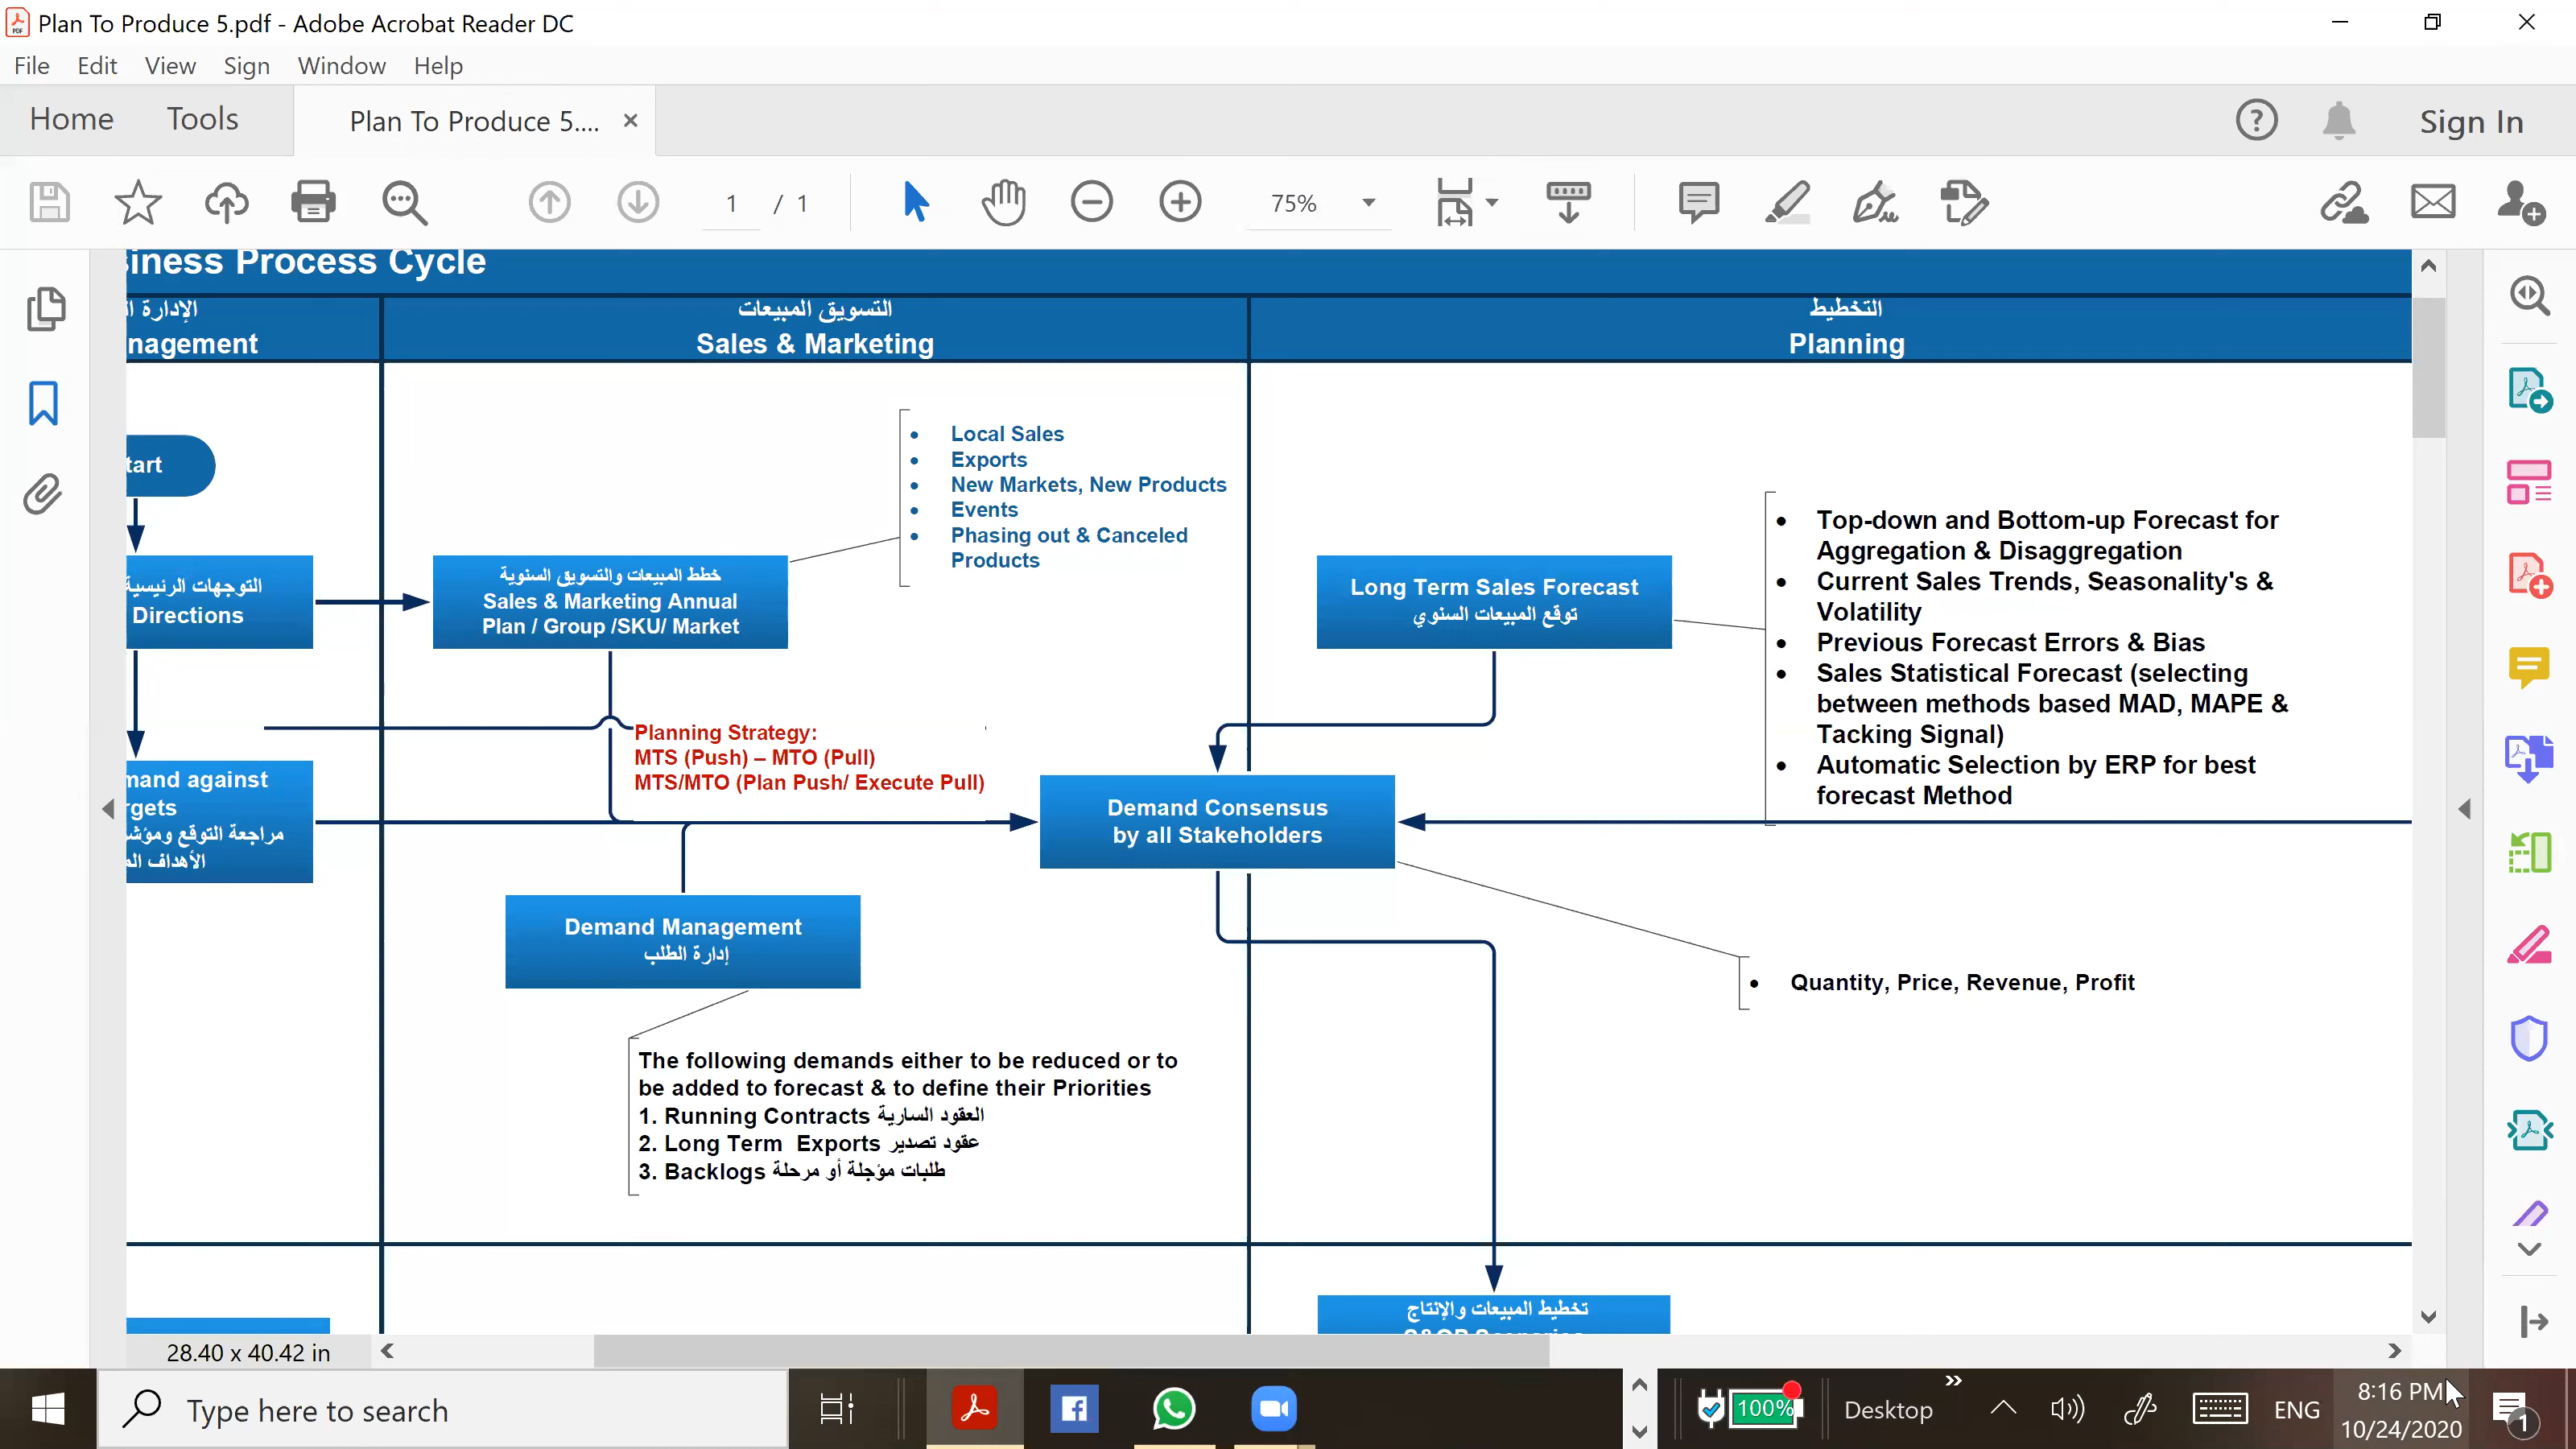 Plan To Produce 5.pdf - Adobe Acrobat Reader DC
File Edit View Sign Window Help
Home Tools Plan To Produce 5.... Sign In
1 / 1 75%
iness Process Cycle
الإدارة ا
nagement
التسويق المبيعات
Sales & Marketing
التخطيط
Planning
tart
التوجهات الرئيسية
Directions
خطط المبيعات والتسويق السنوية
Sales & Marketing Annual
Plan / Group /SKU/ Market
• Local Sales
• Exports
• New Markets, New Products
• Events
• Phasing out & Canceled
Products
Long Term Sales Forecast
توقع المبيعات السنوي
• Top-down and Bottom-up Forecast for
Aggregation & Disaggregation
• Current Sales Trends, Seasonality's &
Volatility
• Previous Forecast Errors & Bias
• Sales Statistical Forecast (selecting
between methods based MAD, MAPE &
Tacking Signal)
• Automatic Selection by ERP for best
forecast Method
Planning Strategy:
MTS (Push) – MTO (Pull)
MTS/MTO (Plan Push/ Execute Pull)
mand against
rgets
مراجعة التوقع ومؤشر
الأهداف الم
Demand Consensus
by all Stakeholders
Demand Management
إدارة الطلب
• Quantity, Price, Revenue, Profit
The following demands either to be reduced or to
be added to forecast & to define their Priorities
1. Running Contracts العقود السارية
2. Long Term Exports عقود تصدير
3. Backlogs طلبات مؤجلة أو مرحلة
تخطيط المبيعات والإنتاج
28.40 x 40.42 in
Type here to search
100% Desktop ENG
8:16 PM
10/24/2020
1